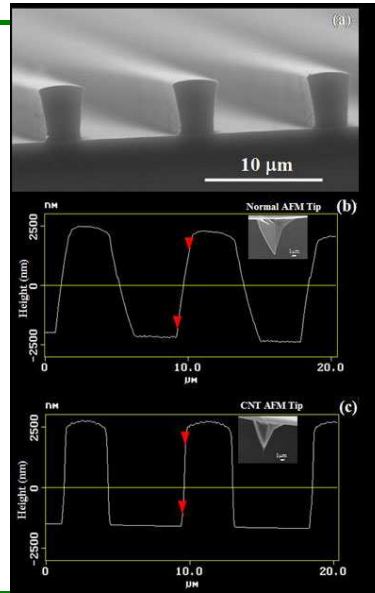 (a)
10 µm
Normal AFM Tip (b)
nM
Height (nm)
2500
0
-2500
1µm
0
10.0
20.0
µM
CNT AFM Tip (c)
nM
Height (nm)
2500
0
-2500
1µm
0
10.0
20.0
µM